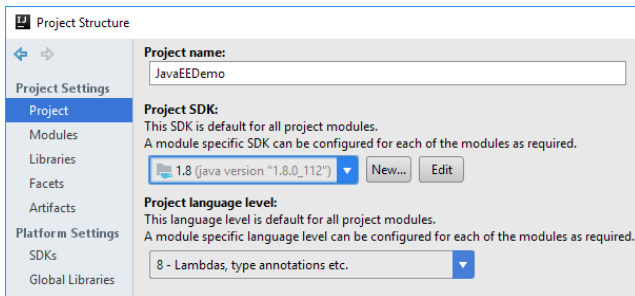 IJ Project Structure
Project Settings
Project
Modules
Libraries
Facets
Artifacts
Platform Settings
SDKs
Global Libraries
Project name:
JavaEEDemo
Project SDK:
This SDK is default for all project modules.
A module specific SDK can be configured for each of the modules as required.
1.8 (java version "1.8.0_112") New... Edit
Project language level:
This language level is default for all project modules.
A module specific language level can be configured for each of the modules as required.
8 - Lambdas, type annotations etc.